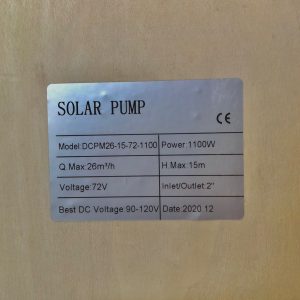 SOLAR PUMP
CE
Model:DCPM26-15-72-1100 Power:1100W
Q Max:26m³/h H.Max:15m
Voltage:72V Inlet/Outlet:2"
Best DC Voltage:90-120V Date:2020.12